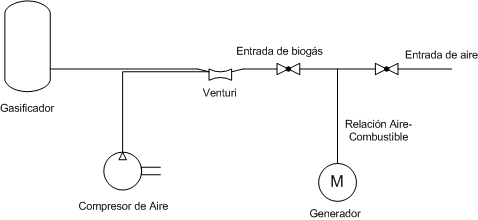 Entrada de biogás
Entrada de aire
Venturi
Gasificador
Relación Aire-
Combustible
M
Compresor de Aire
Generador